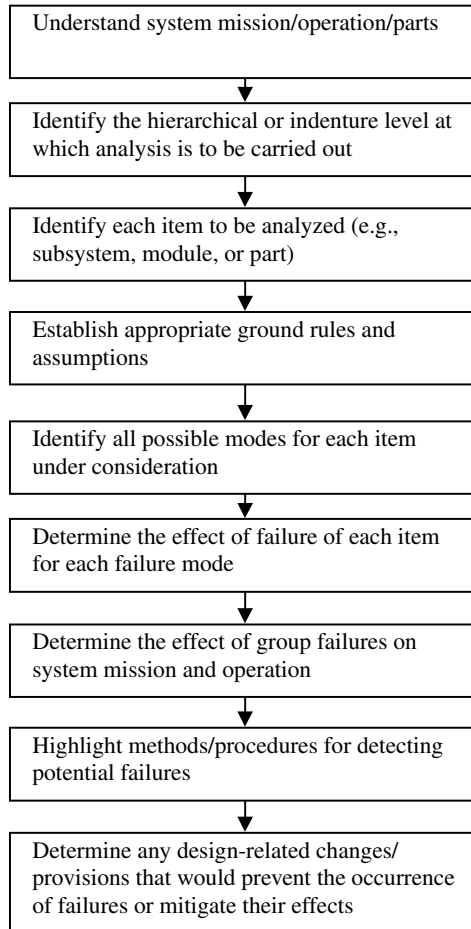 Understand system mission/operation/parts
Identify the hierarchical or indenture level at
which analysis is to be carried out
Identify each item to be analyzed (e.g.,
subsystem, module, or part)
Establish appropriate ground rules and
assumptions
Identify all possible modes for each item
under consideration
Determine the effect of failure of each item
for each failure mode
Determine the effect of group failures on
system mission and operation
Highlight methods/procedures for detecting
potential failures
Determine any design-related changes/
provisions that would prevent the occurrence
of failures or mitigate their effects